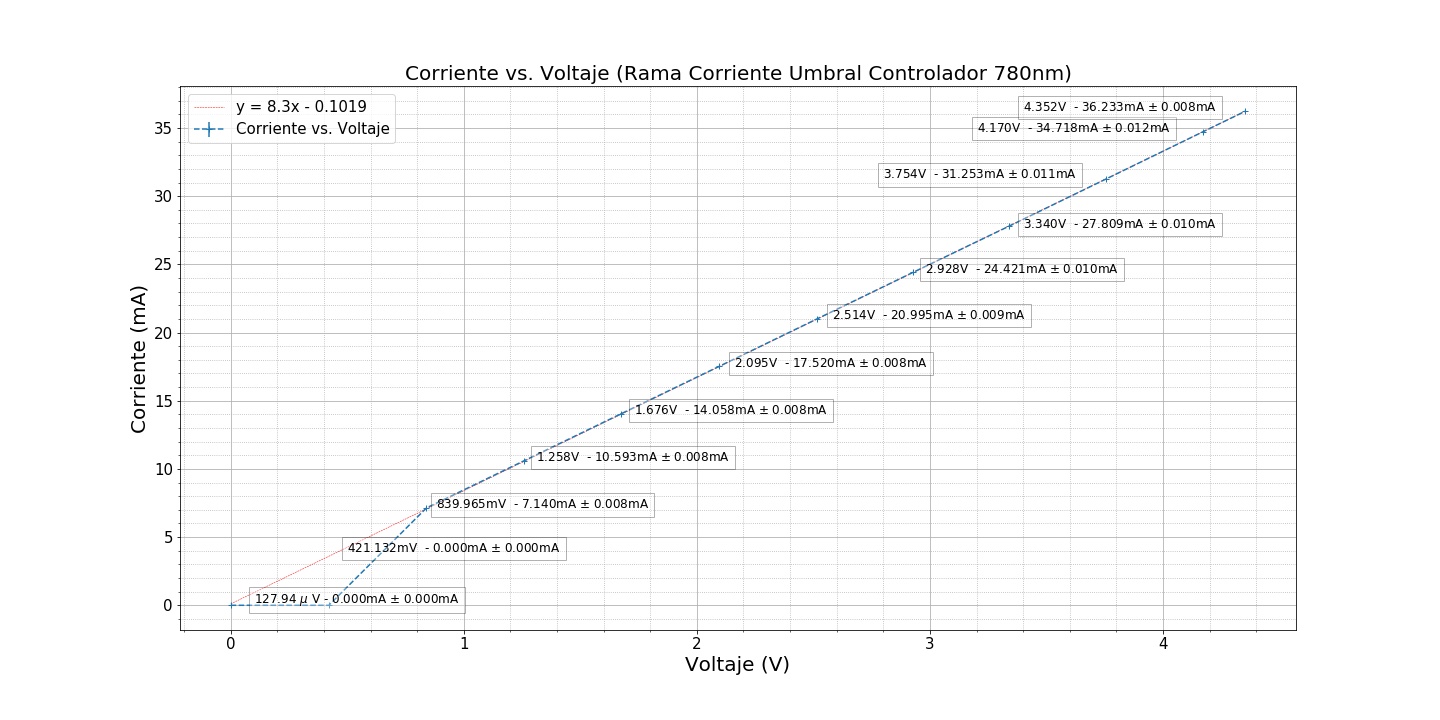 Corriente vs. Voltaje (Rama Corriente Umbral Controlador 780nm)
y = 8.3x - 0.1019
Corriente vs. Voltaje
4.352V - 36.233mA ± 0.008mA
4.170V - 34.718mA ± 0.012mA
3.754V - 31.253mA ± 0.011mA
3.340V - 27.809mA ± 0.010mA
2.928V - 24.421mA ± 0.010mA
2.514V - 20.995mA ± 0.009mA
2.095V - 17.520mA ± 0.008mA
1.676V - 14.058mA ± 0.008mA
1.258V - 10.593mA ± 0.008mA
839.965mV - 7.140mA ± 0.008mA
421.132mV - 0.000mA ± 0.000mA
127.94 μ V - 0.000mA ± 0.000mA
35
30
25
20
15
10
5
0
Corriente (mA)
0 1 2 3 4
Voltaje (V)